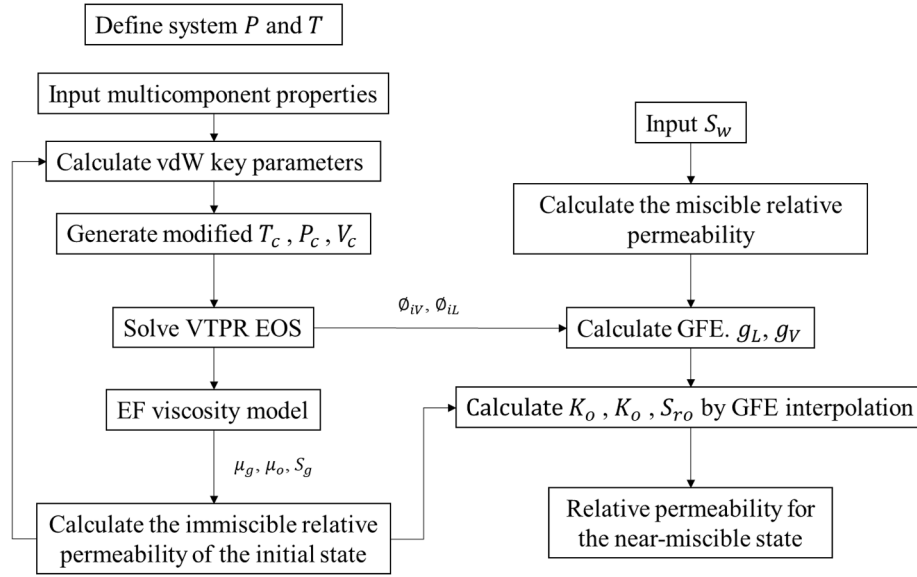 Define system P and T
Input multicomponent properties
Calculate vdW key parameters
Generate modified T_c , P_c , V_c
Solve VTPR EOS
EF viscosity model
μ_g, μ_o, S_g
Calculate the immiscible relative
permeability of the initial state
∅_iV, ∅_iL
Input S_w
Calculate the miscible relative
permeability
Calculate GFE. g_L, g_V
Calculate K_o , K_o , S_ro by GFE interpolation
Relative permeability for
the near-miscible state